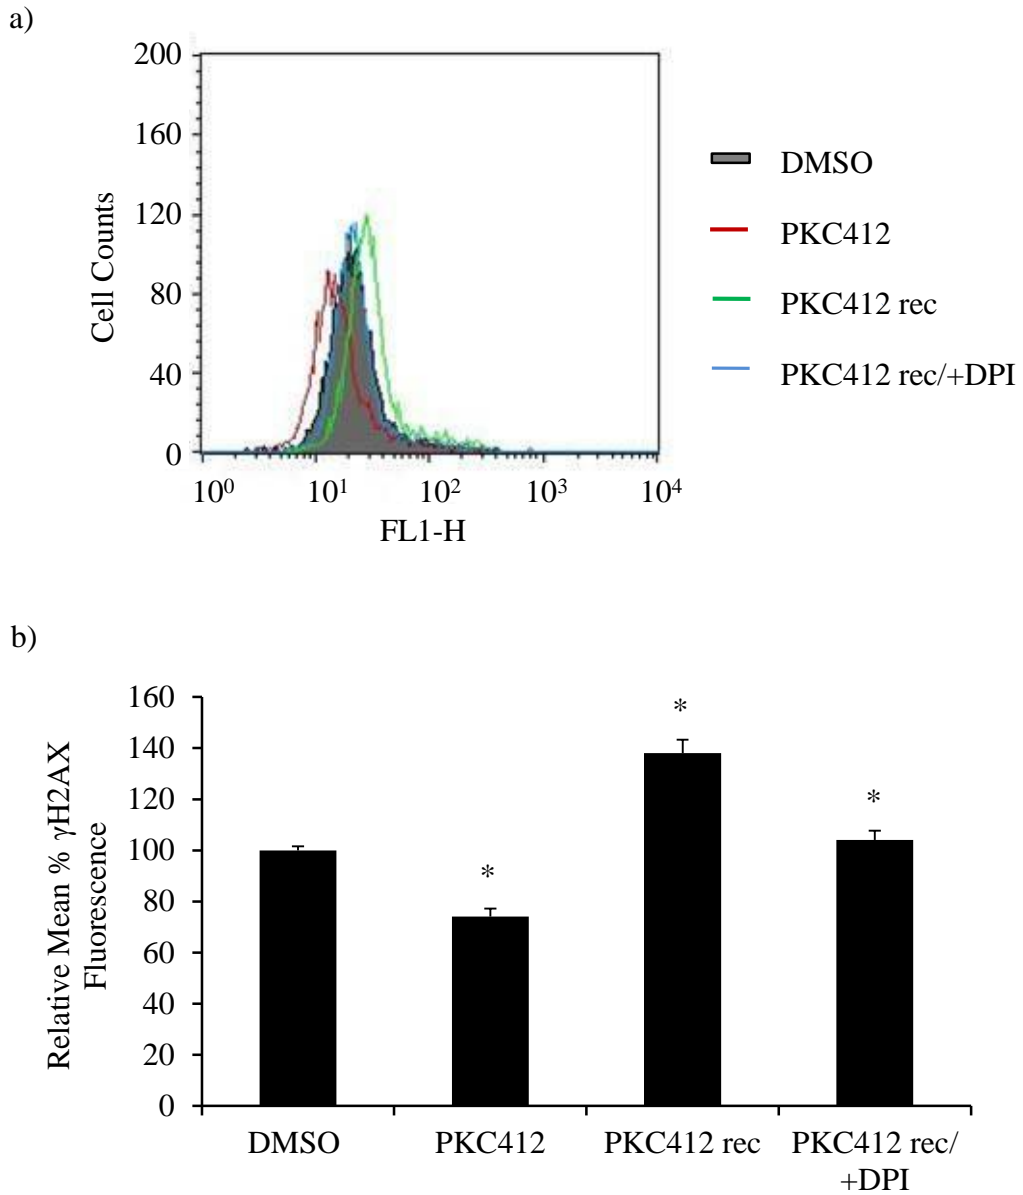 a)
200
160
120
80
40
0
Cell Counts
10⁰ 10¹ 10² 10³ 10⁴
FL1-H
DMSO
PKC412
PKC412 rec
PKC412 rec/+DPI
b)
160
140
120
100
80
60
40
20
0
Relative Mean % γH2AX
Fluorescence
*
*
*
DMSO PKC412 PKC412 rec PKC412 rec/
+DPI